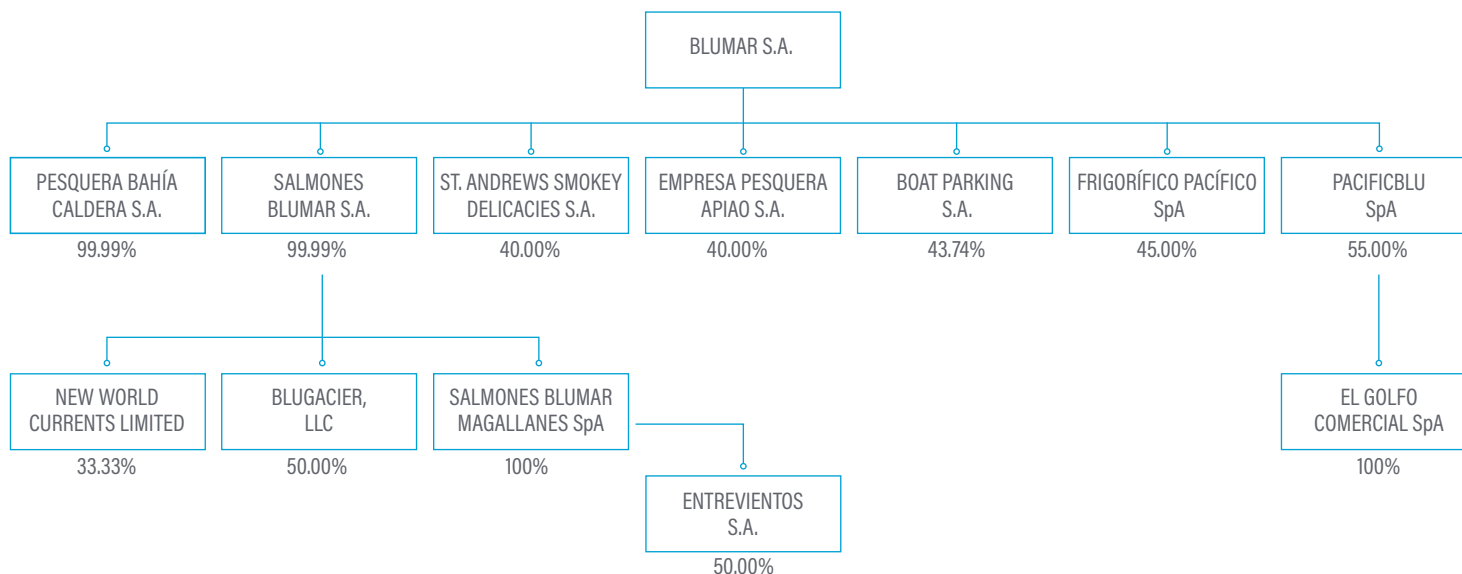 BLUMAR S.A.
PESQUERA BAHÍA
CALDERA S.A.
99.99%
SALMONES
BLUMAR S.A.
99.99%
ST. ANDREWS SMOKEY
DELICACIES S.A.
40.00%
EMPRESA PESQUERA
APIAO S.A.
40.00%
BOAT PARKING
S.A.
43.74%
FRIGORÍFICO PACÍFICO
SpA
45.00%
PACIFICBLU
SpA
55.00%
NEW WORLD
CURRENTS LIMITED
33.33%
BLUGACIER,
LLC
50.00%
SALMONES BLUMAR
MAGALLANES SpA
100%
EL GOLFO
COMERCIAL SpA
100%
ENTREVIENTOS
S.A.
50.00%